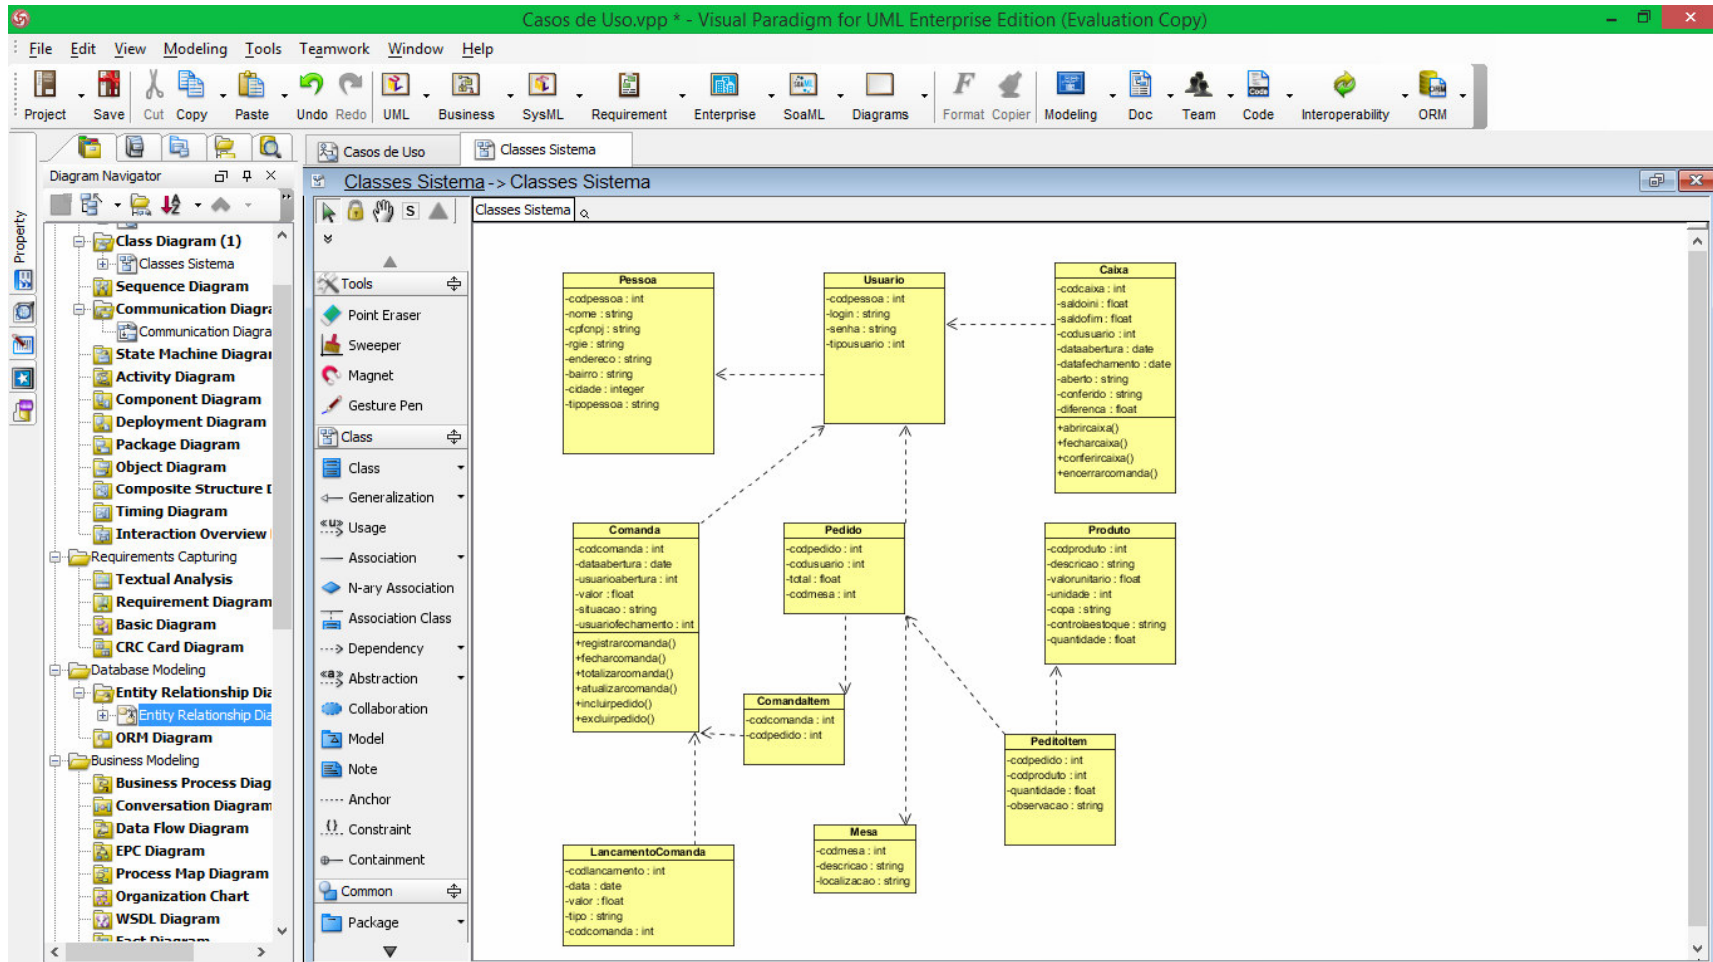 Casos de Uso.vpp * - Visual Paradigm for UML Enterprise Edition (Evaluation Copy)
File Edit View Modeling Tools Teamwork Window Help
Project Save Cut Copy Paste Undo Redo UML Business SysML Requirement Enterprise SoaML Diagrams Format Copier Modeling Doc Team Code Interoperability ORM
Property
Diagram Navigator
Class Diagram (1)
Classes Sistema
Sequence Diagram
Communication Diagra
Communication Diagra
State Machine Diagrar
Activity Diagram
Component Diagram
Deployment Diagram
Package Diagram
Object Diagram
Composite Structure D
Timing Diagram
Interaction Overview
Requirements Capturing
Textual Analysis
Requirement Diagram
Basic Diagram
CRC Card Diagram
Database Modeling
Entity Relationship Dia
Entity Relationship Dia
ORM Diagram
Business Modeling
Business Process Diag
Conversation Diagram
Data Flow Diagram
EPC Diagram
Process Map Diagram
Organization Chart
WSDL Diagram
Fact Diagram
Casos de Uso
Classes Sistema
Classes Sistema -> Classes Sistema
S
Classes Sistema
Tools
Point Eraser
Sweeper
Magnet
Gesture Pen
Class
Class
Generalization
Usage
Association
N-ary Association
Association Class
Dependency
Abstraction
Collaboration
Model
Note
Anchor
Constraint
Containment
Common
Package
Pessoa
-codpessoa : int
-nome : string
-cpfcnpj : string
-rgie : string
-endereco : string
-bairro : string
-cidade : integer
-tipopessoa : string
Usuario
-codpessoa : int
-login : string
-senha : string
-tipousuario : int
Caixa
-codcaixa : int
-saldoini : float
-saldofim : float
-codusuario : int
-dataabertura : date
-datafechamento : date
-aberto : string
-conferido : string
-diferenca : float
+abrircaixa()
+fecharcaixa()
+conferircaixa()
+encerrarcomanda()
Comanda
-codcomanda : int
-dataabertura : date
-usuarioabertura : int
-valor : float
-situacao : string
-usuariofechamento : int
+registrarcomanda()
+fecharcomanda()
+totalizarcomanda()
+atualizarcomanda()
+incluirpedido()
+excluirpedido()
Pedido
-codpedido : int
-codusuario : int
-total : float
-codmesa : int
Produto
-codproduto : int
-descricao : string
-valorunitario : float
-unidade : int
-copa : string
-controlaestoque : string
-quantidade : float
ComandaItem
-codcomanda : int
-codpedido : int
PeditoItem
-codpedido : int
-codproduto : int
-quantidade : float
-observacao : string
Mesa
-codmesa : int
-descricao : string
-localizacao : string
LancamentoComanda
-codlancamento : int
-data : date
-valor : float
-tipo : string
-codcomanda : int